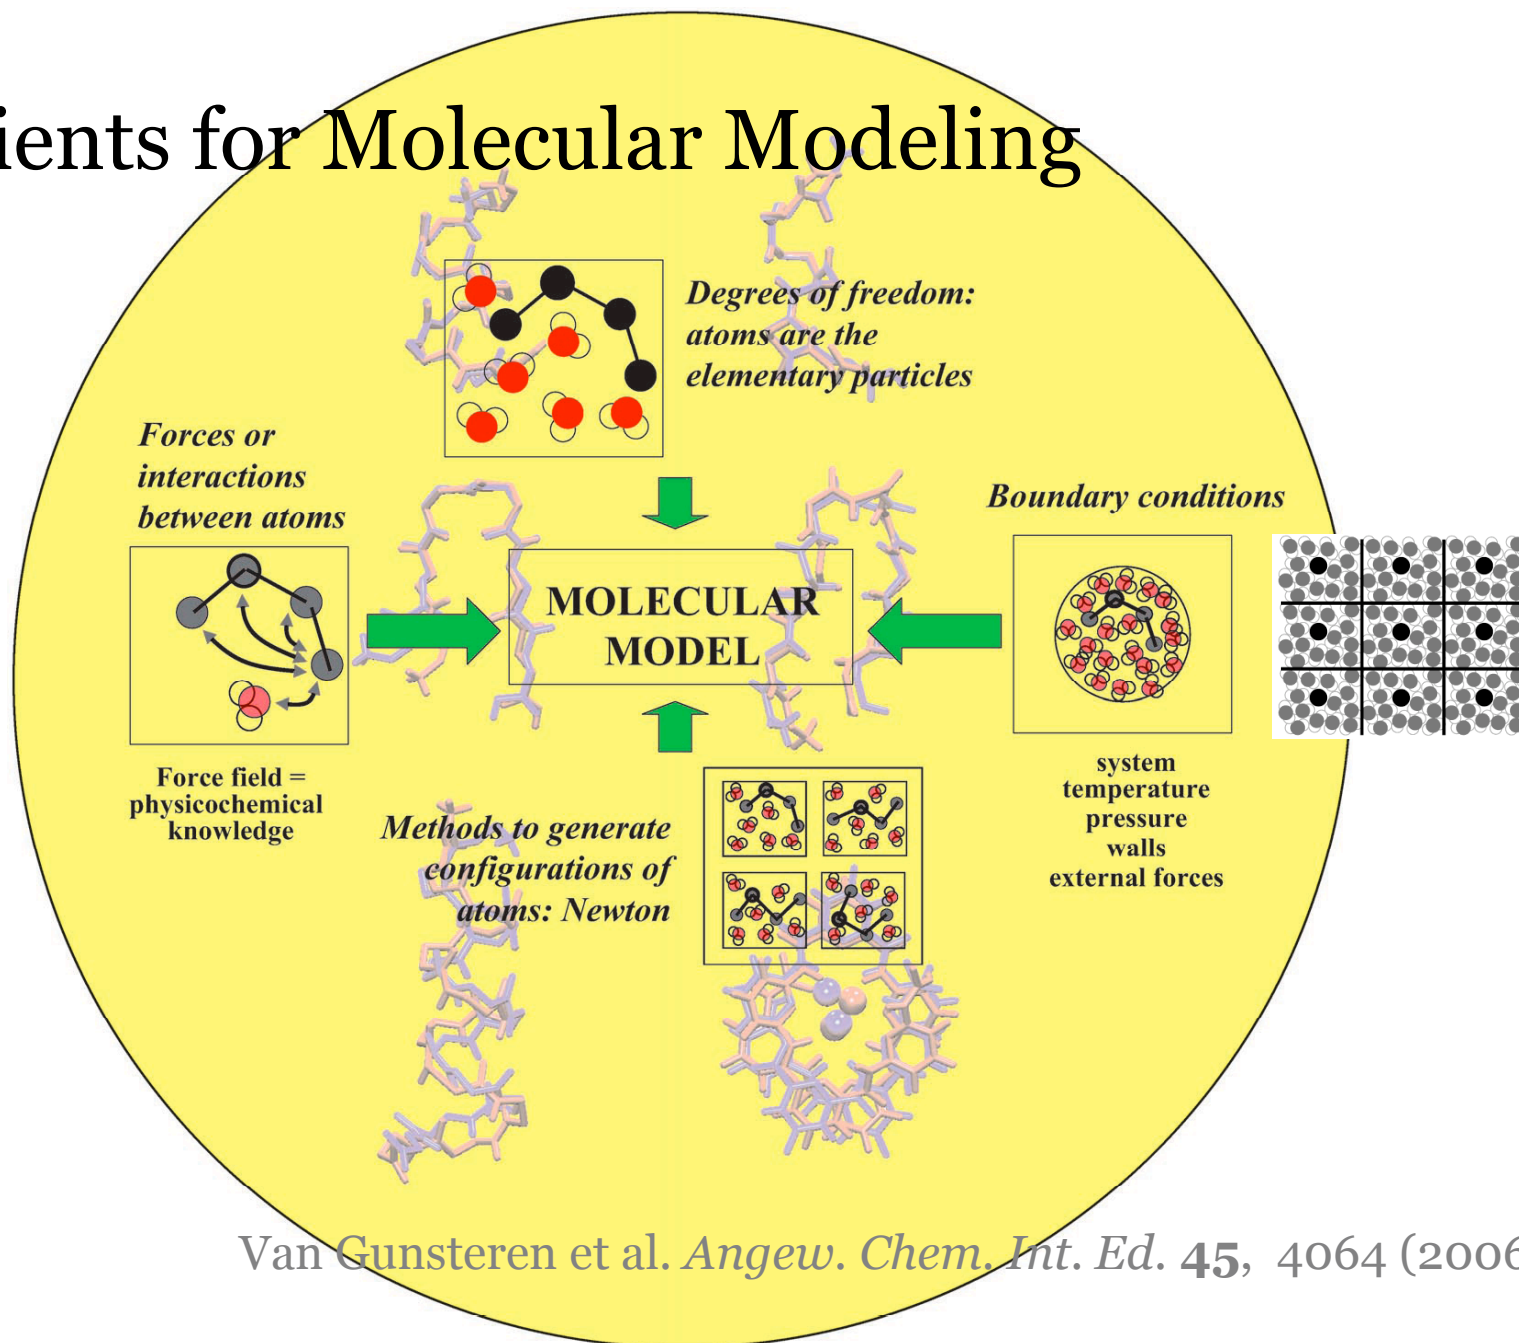 ients for Molecular Modeling
Degrees of freedom:
atoms are the
elementary particles
Forces or
interactions
between atoms
Boundary conditions
MOLECULAR
MODEL
Force field =
physicochemical
knowledge
system
temperature
pressure
walls
external forces
Methods to generate
configurations of
atoms: Newton
Van Gunsteren et al. Angew. Chem. Int. Ed. 45, 4064 (2006